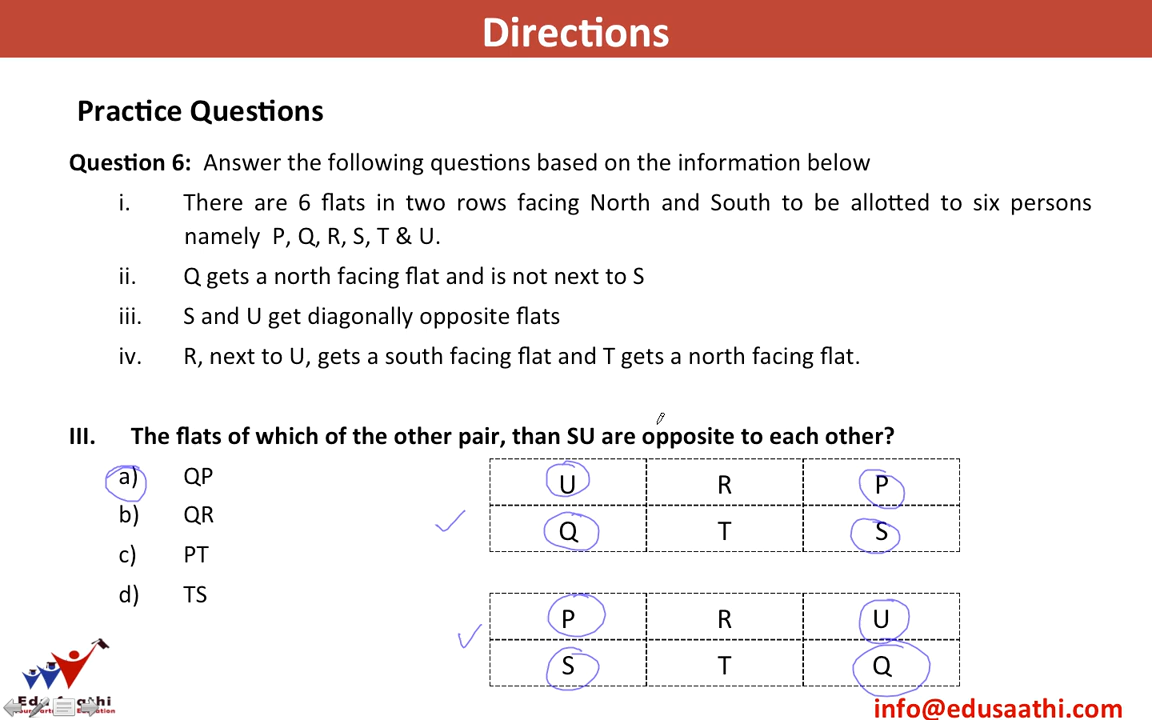 Directions
Practice Questions
Question 6: Answer the following questions based on the information below
i. There are 6 flats in two rows facing North and South to be allotted to six persons
namely P, Q, R, S, T & U.
ii. Q gets a north facing flat and is not next to S
iii. S and U get diagonally opposite flats
iv. R, next to U, gets a south facing flat and T gets a north facing flat.
III. The flats of which of the other pair, than SU are opposite to each other?
a) QP
b) QR
c) PT
d) TS
U R P
Q T S
P R U
S T Q
info@edusaathi.com